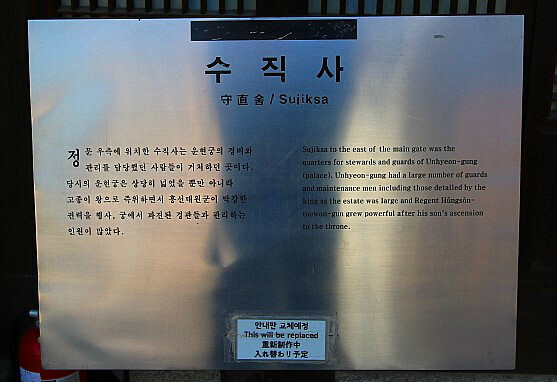 수 직 사
守直舍 / Sujiksa
정문 우측에 위치한 수직사는 운현궁의 경비와
관리를 담당했던 사람들이 거처하던 곳이다.
당시의 운현궁은 상당히 넓었을 뿐만 아니라
고종이 왕으로 즉위하면서 흥선대원군이 막강한
권력을 행사, 궁에서 파견된 경관들과 관리하는
인원이 많았다.
Sujiksa to the east of the main gate was the
quarters for stewards and guards of Unhyeon-gung
(palace). Unhyeon-gung had a large number of guards
and maintenance men including those detailed by the
king as the estate was large and Regent Hŭngsŏn-
taewon-gun grew powerful after his son's ascension
to the throne.
안내판 교체예정
This will be replaced
重新制作中
入れ替わり予定